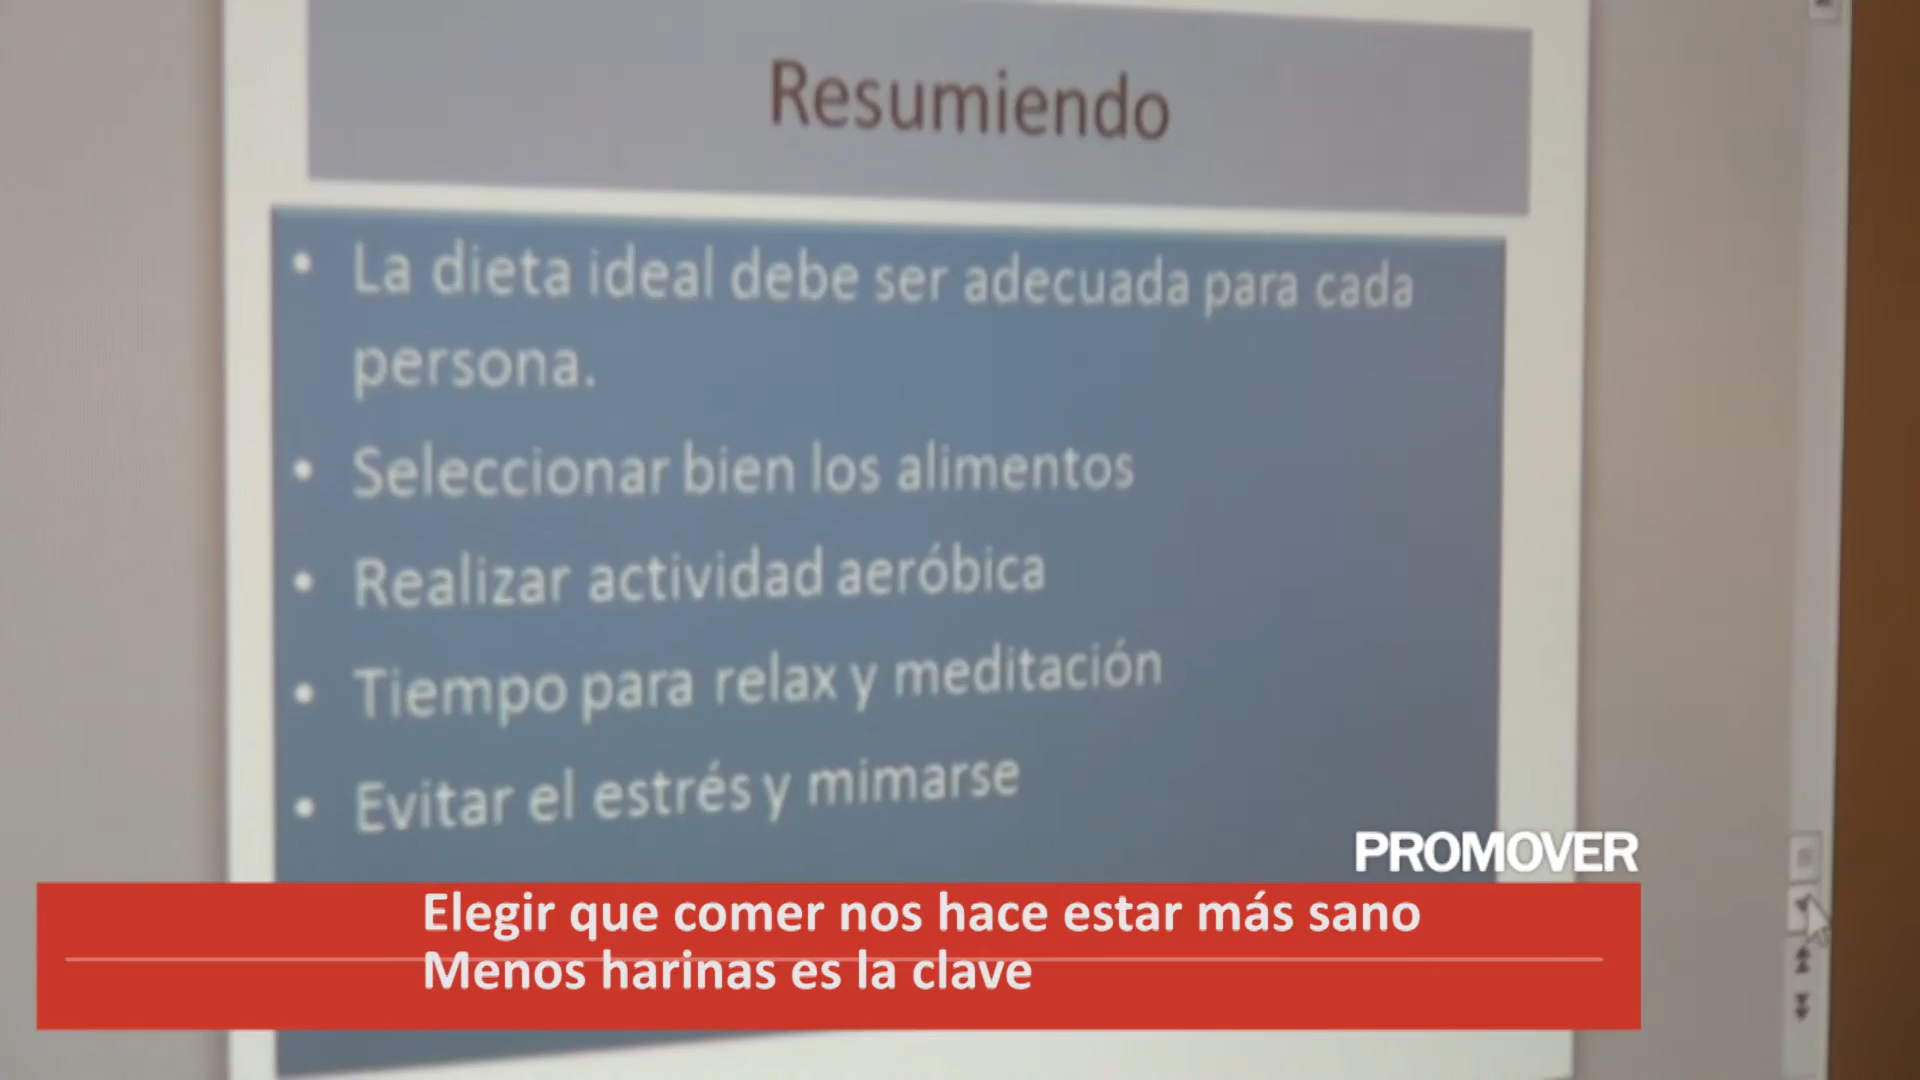 Resumiendo
• La dieta ideal debe ser adecuada para cada
persona.
• Seleccionar bien los alimentos
• Realizar actividad aeróbica
• Tiempo para relax y meditación
• Evitar el estrés y mimarse
PROMOVER
Elegir que comer nos hace estar más sano
Menos harinas es la clave